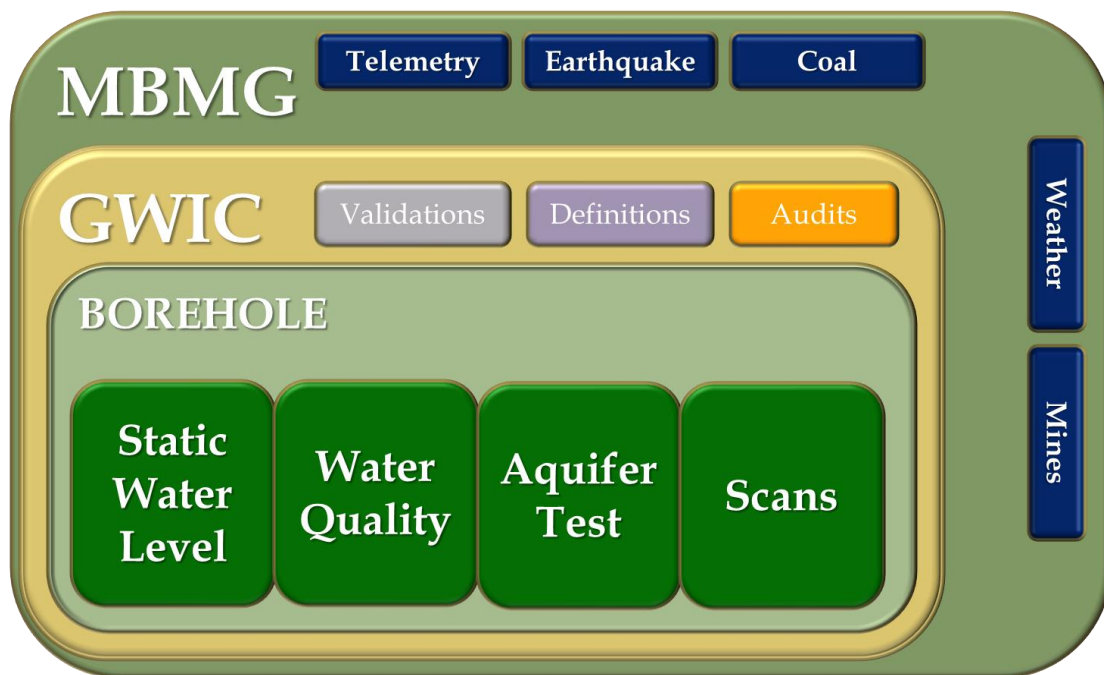 MBMG
Telemetry
Earthquake
Coal
Weather
Mines
GWIC
Validations
Definitions
Audits
BOREHOLE
Static
Water
Level
Water
Quality
Aquifer
Test
Scans